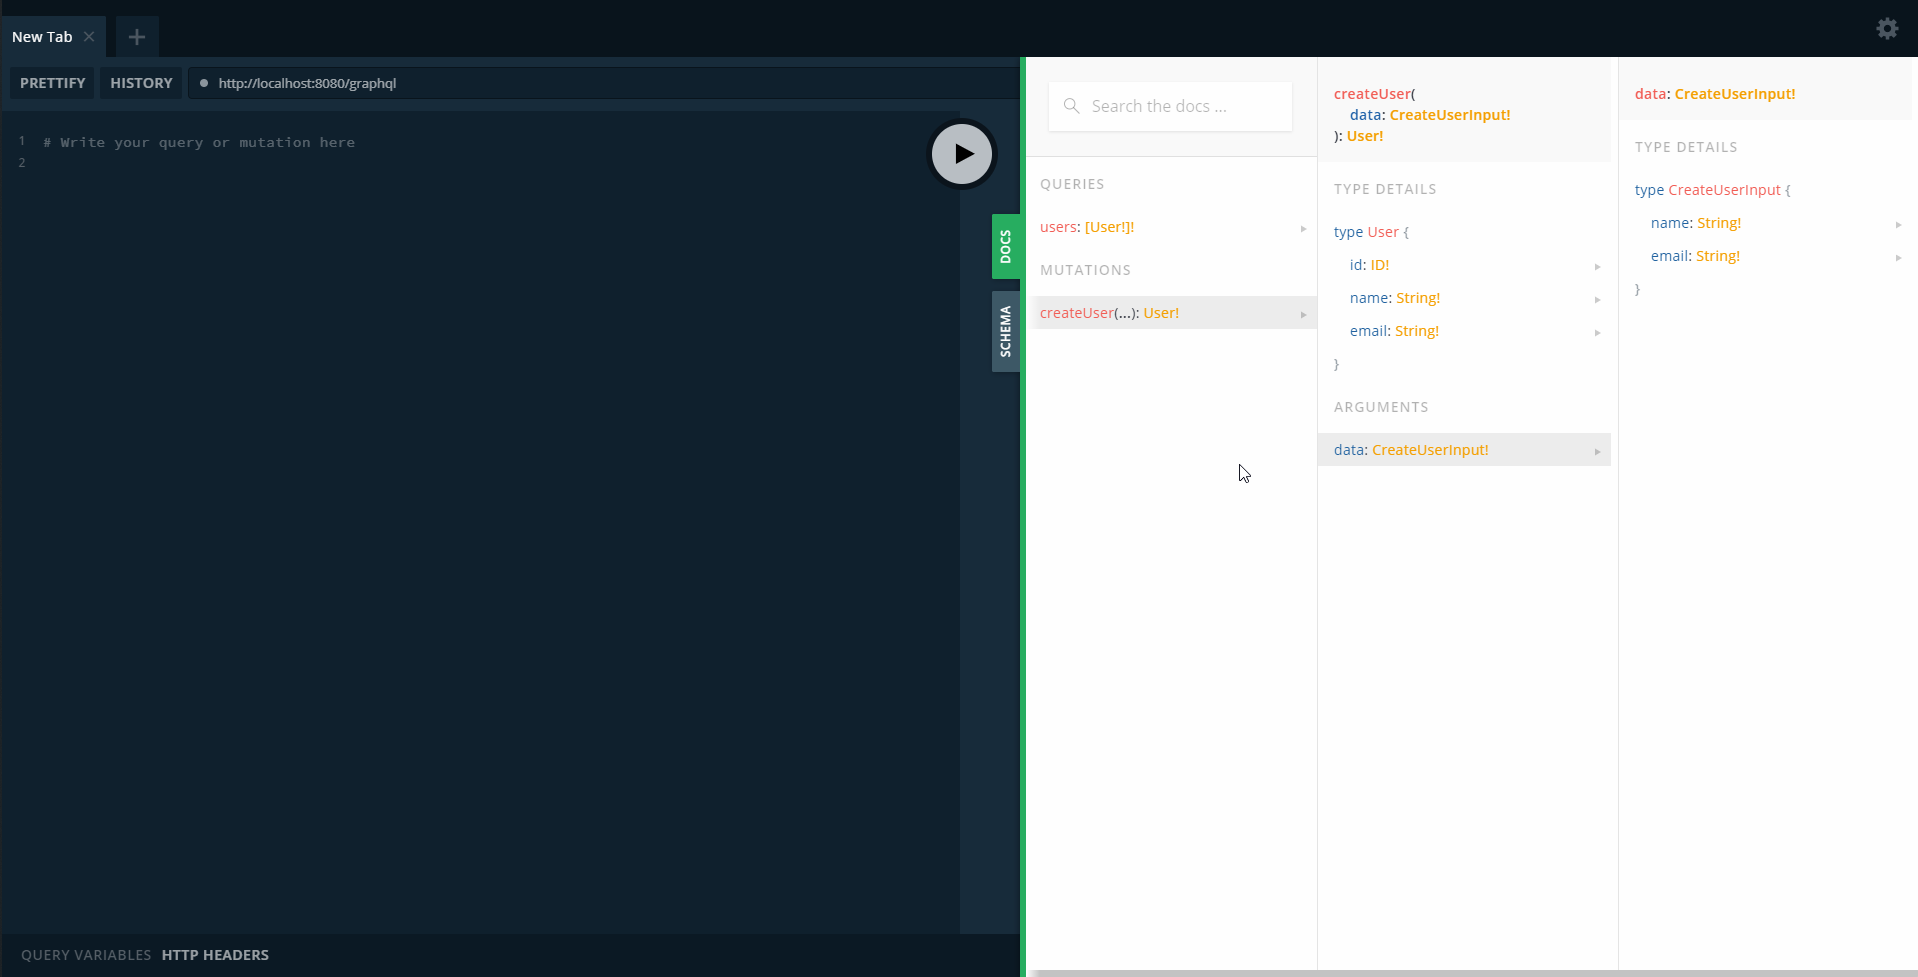 New Tab
PRETTIFY HISTORY http://localhost:8080/graphql
1 # Write your query or mutation here
2
QUERY VARIABLES HTTP HEADERS
DOCS
SCHEMA
Search the docs ...
QUERIES
users: [User!]!
MUTATIONS
createUser(...): User!
createUser(
data: CreateUserInput!
): User!
TYPE DETAILS
type User {
id: ID!
name: String!
email: String!
}
ARGUMENTS
data: CreateUserInput!
data: CreateUserInput!
TYPE DETAILS
type CreateUserInput {
name: String!
email: String!
}